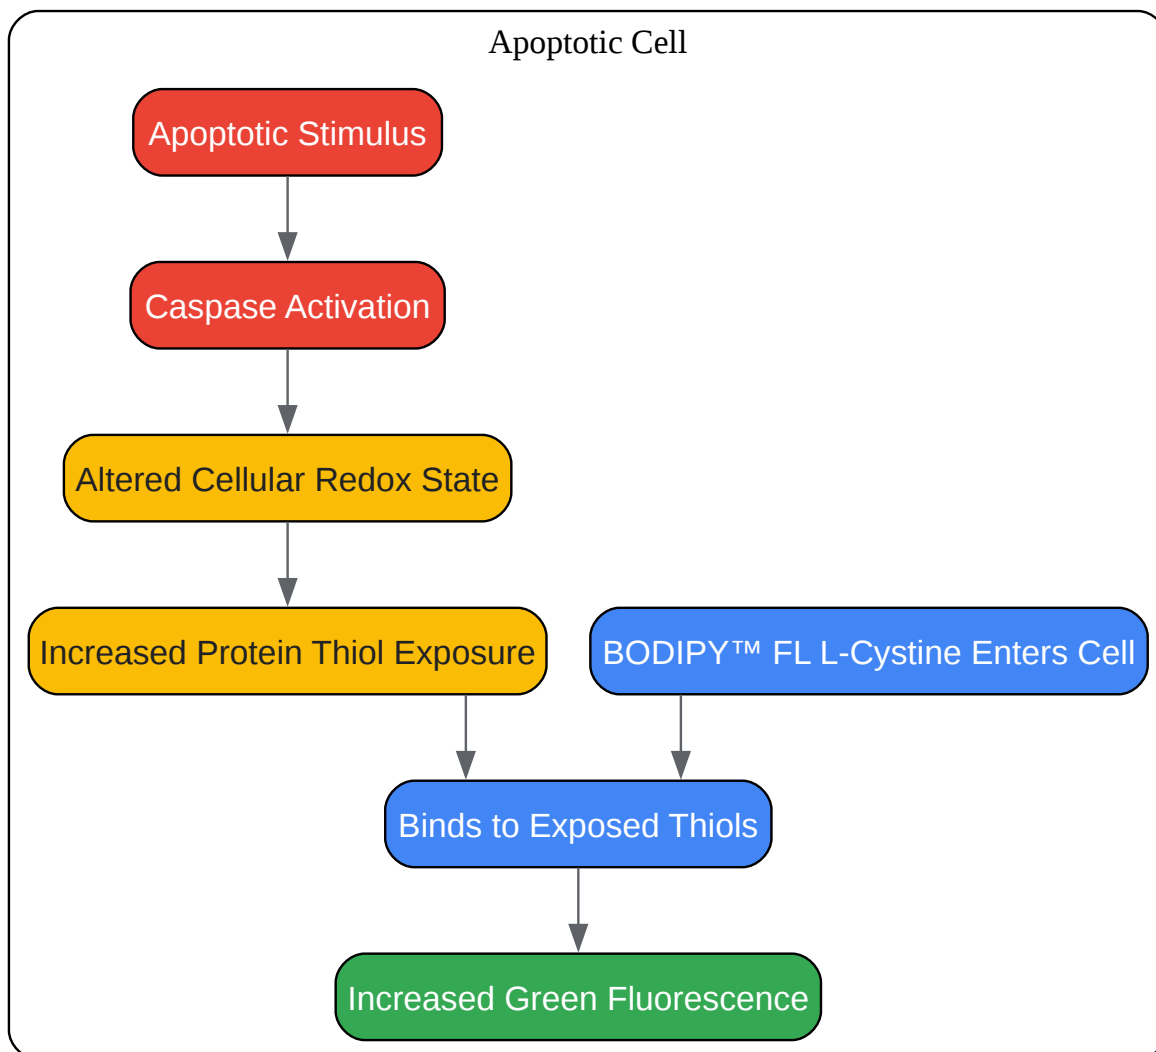 Apoptotic Cell
Apoptotic Stimulus
Caspase Activation
Altered Cellular Redox State
Increased Protein Thiol Exposure
BODIPY™ FL L-Cystine Enters Cell
Binds to Exposed Thiols
Increased Green Fluorescence